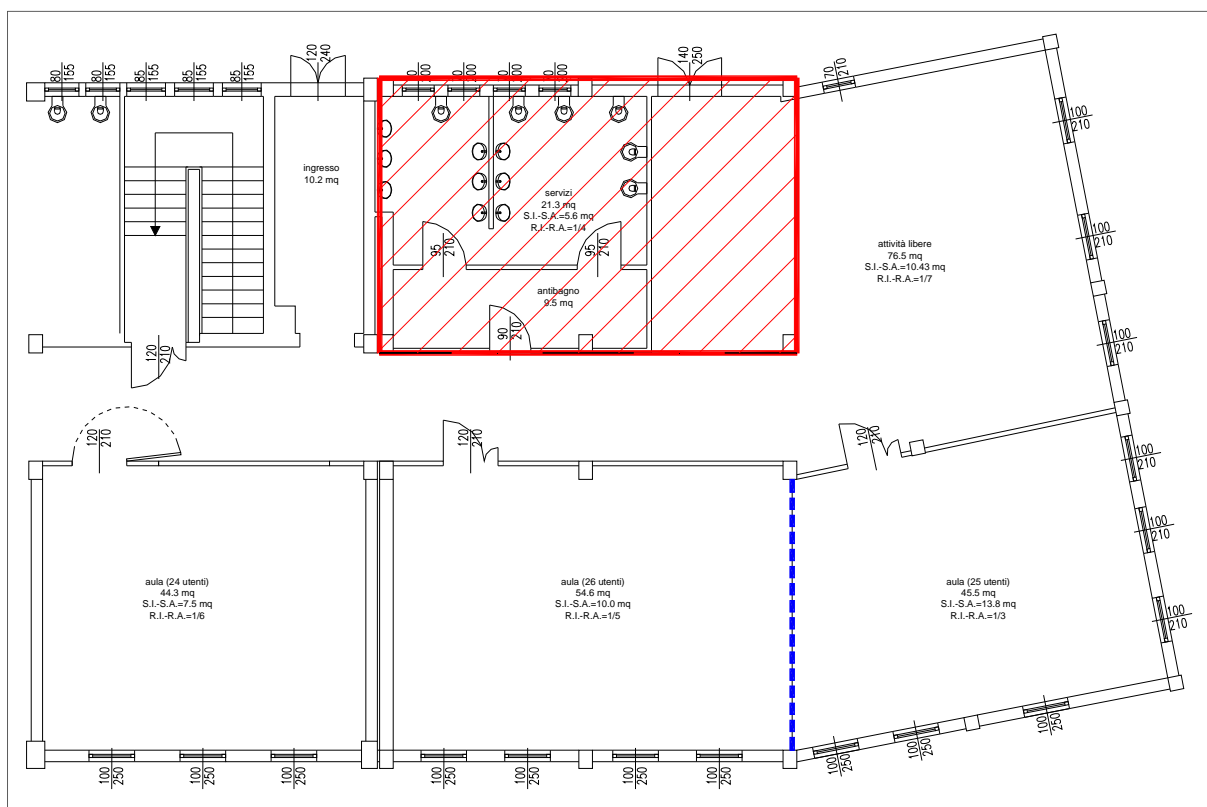 80
155
80
155
85
155
85
155
85
155
120
240
00
00
00
00
140
250
70
210
100
210
ingresso
10.2 mq
servizi
21.3 mq
S.I.-S.A.=5.6 mq
R.I.-R.A.=1/4
95
210
95
210
attività libere
76.5 mq
S.I.-S.A.=10.43 mq
R.I.-R.A.=1/7
100
210
antibagno
9.5 mq
90
210
120
210
100
210
120
210
120
210
120
210
100
210
100
210
aula (24 utenti)
44.3 mq
S.I.-S.A.=7.5 mq
R.I.-R.A.=1/6
aula (26 utenti)
54.6 mq
S.I.-S.A.=10.0 mq
R.I.-R.A.=1/5
aula (25 utenti)
45.5 mq
S.I.-S.A.=13.8 mq
R.I.-R.A.=1/3
100
210
100
250
100
250
100
250
100
250
100
250
100
250
100
250
100
250
100
250
100
250